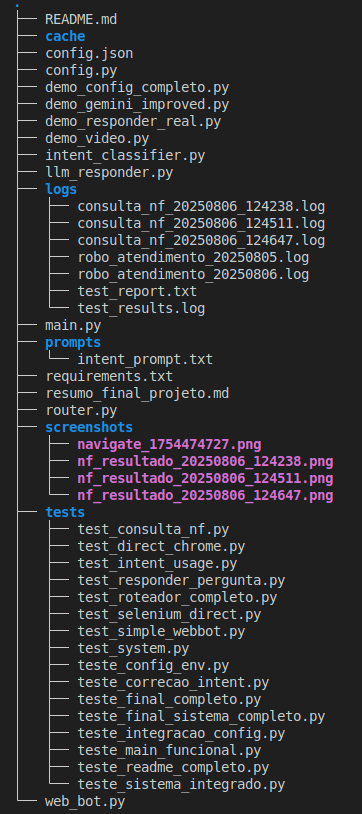 .
├── README.md
├── cache
├── config.json
├── config.py
├── demo_config_completo.py
├── demo_gemini_improved.py
├── demo_responder_real.py
├── demo_video.py
├── intent_classifier.py
├── llm_responder.py
├── logs
│   ├── consulta_nf_20250806_124238.log
│   ├── consulta_nf_20250806_124511.log
│   ├── consulta_nf_20250806_124647.log
│   ├── robo_atendimento_20250805.log
│   ├── robo_atendimento_20250806.log
│   ├── test_report.txt
│   └── test_results.log
├── main.py
├── prompts
│   └── intent_prompt.txt
├── requirements.txt
├── resumo_final_projeto.md
├── router.py
├── screenshots
│   ├── navigate_1754474727.png
│   ├── nf_resultado_20250806_124238.png
│   ├── nf_resultado_20250806_124511.png
│   └── nf_resultado_20250806_124647.png
├── tests
│   ├── test_consulta_nf.py
│   ├── test_direct_chrome.py
│   ├── test_intent_usage.py
│   ├── test_responder_pergunta.py
│   ├── test_roteador_completo.py
│   ├── test_selenium_direct.py
│   ├── test_simple_webbot.py
│   ├── test_system.py
│   ├── teste_config_env.py
│   ├── teste_correcao_intent.py
│   ├── teste_final_completo.py
│   ├── teste_final_sistema_completo.py
│   ├── teste_integracao_config.py
│   ├── teste_main_funcional.py
│   ├── teste_readme_completo.py
│   └── teste_sistema_integrado.py
└── web_bot.py